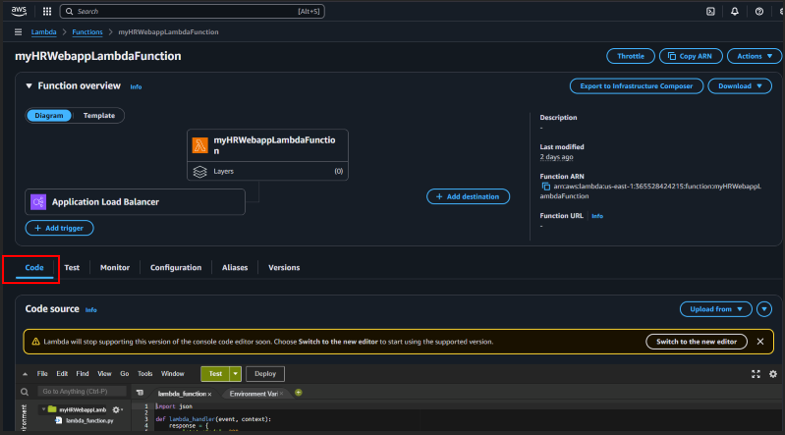 aws
Search [Alt+S]
Lambda > Functions > myHRWebappLambdaFunction
myHRWebappLambdaFunction
Throttle
Copy ARN
Actions
Function overview Info
Export to Infrastructure Composer
Download
Diagram
Template
myHRWebappLambdaFunctio
n
Layers (0)
Application Load Balancer
+ Add destination
+ Add trigger
Description
-
Last modified
2 days ago
Function ARN
arn:aws:lambda:us-east-1:365528424215:function:myHRWebappL
ambdaFunction
Function URL Info
-
Code
Test
Monitor
Configuration
Aliases
Versions
Code source Info
Upload from
Lambda will stop supporting this version of the console code editor soon. Choose Switch to the new editor to start using the supported version.
Switch to the new editor
File Edit Find View Go Tools Window
Test
Deploy
Go to Anything (Ctrl-P)
lambda_function
Environment Vari
myHRWebappLamb
lambda_function.py
1 import json
2
3 def lambda_handler(event, context):
4 response = {